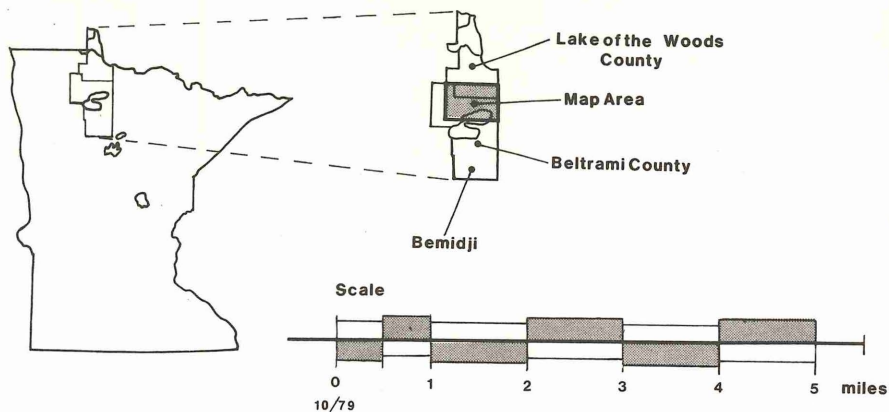 Lake of the Woods
County
Map Area
Beltrami County
Bemidji
Scale
0 1 2 3 4 5 miles
10/79